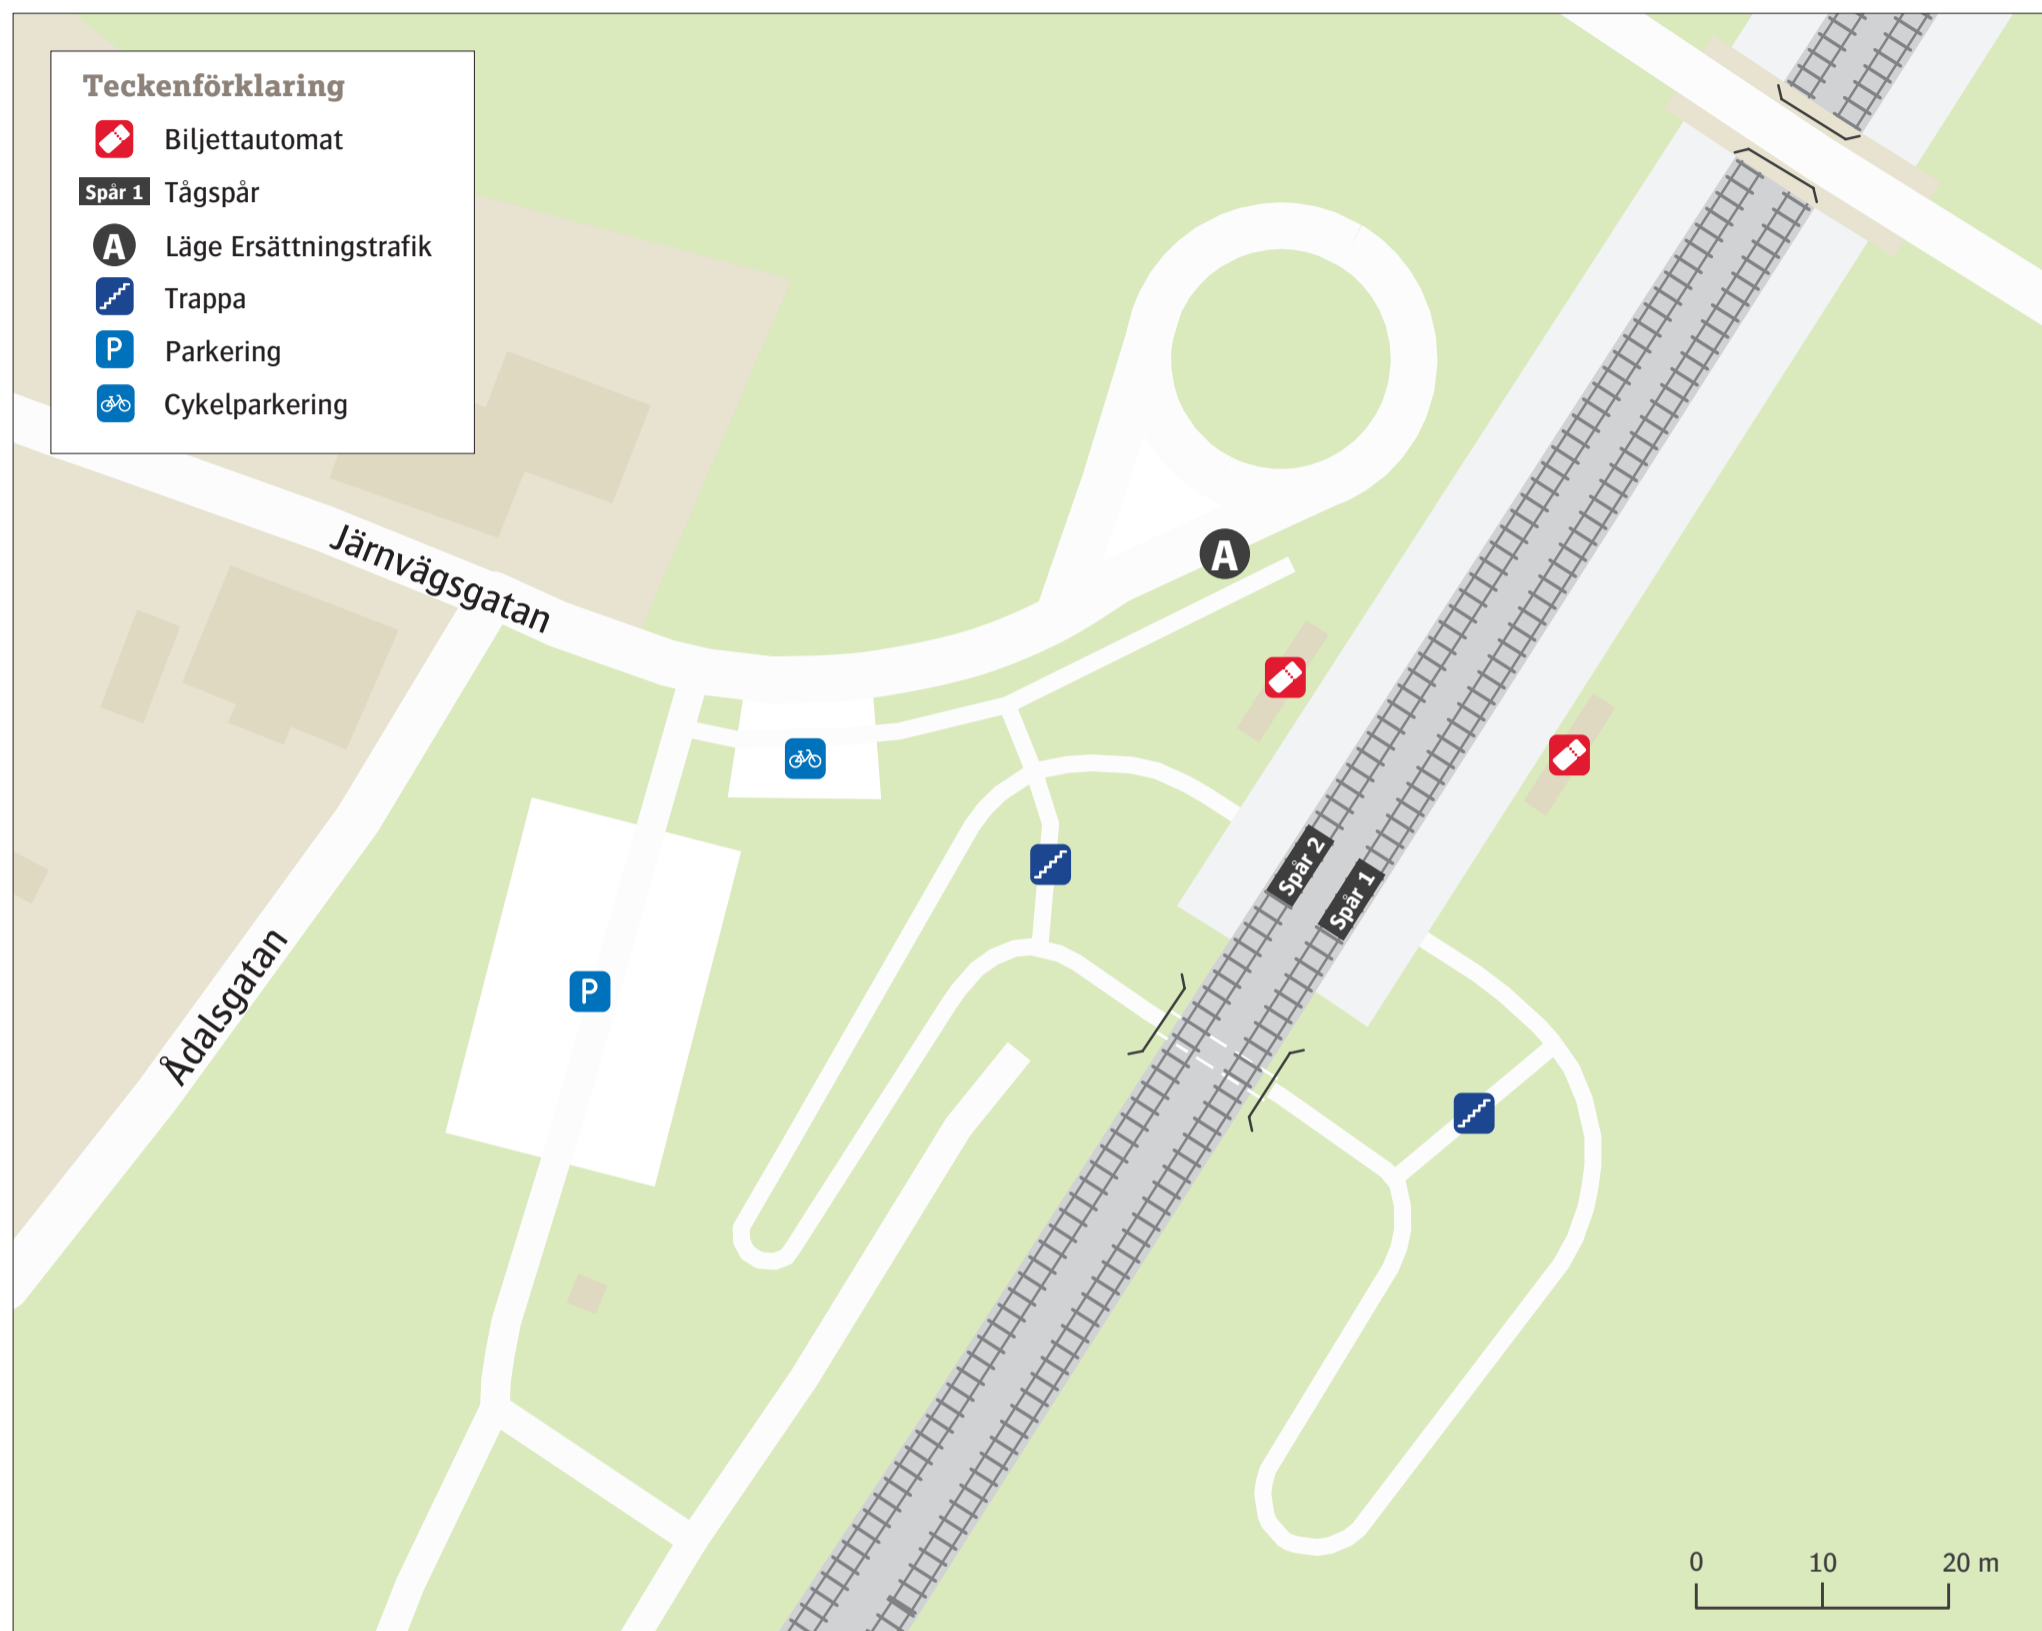 Teckenförklaring
Biljettautomat
Spår 1 Tågspår
A Läge Ersättningstrafik
Trappa
P Parkering
Cykelparkering
Järnvägsgatan
A
Spår 2
Spår 1
P
Ådalsgatan
0 10 20 m